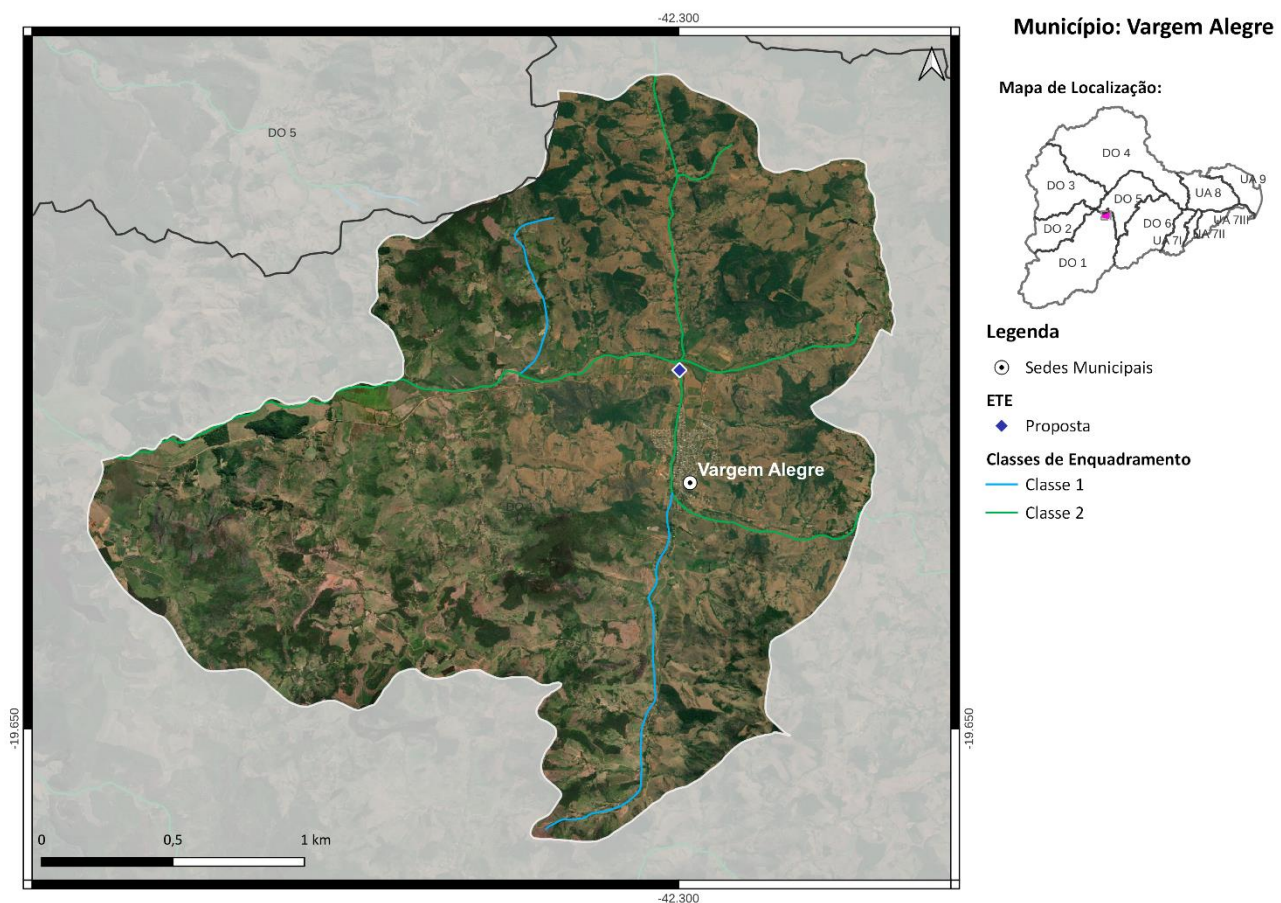 -42.300
Município: Vargem Alegre
Mapa de Localização:
DO 5
DO 4
DO 3
DO 5
UA 8
UA 9
DO 2
DO 6
UA 7III
UA 7II
UA 7I
DO 1
Legenda
Sedes Municipais
ETE
Proposta
Classes de Enquadramento
Classe 1
Classe 2
Vargem Alegre
-19.650
-19.650
0
0,5
1 km
-42.300